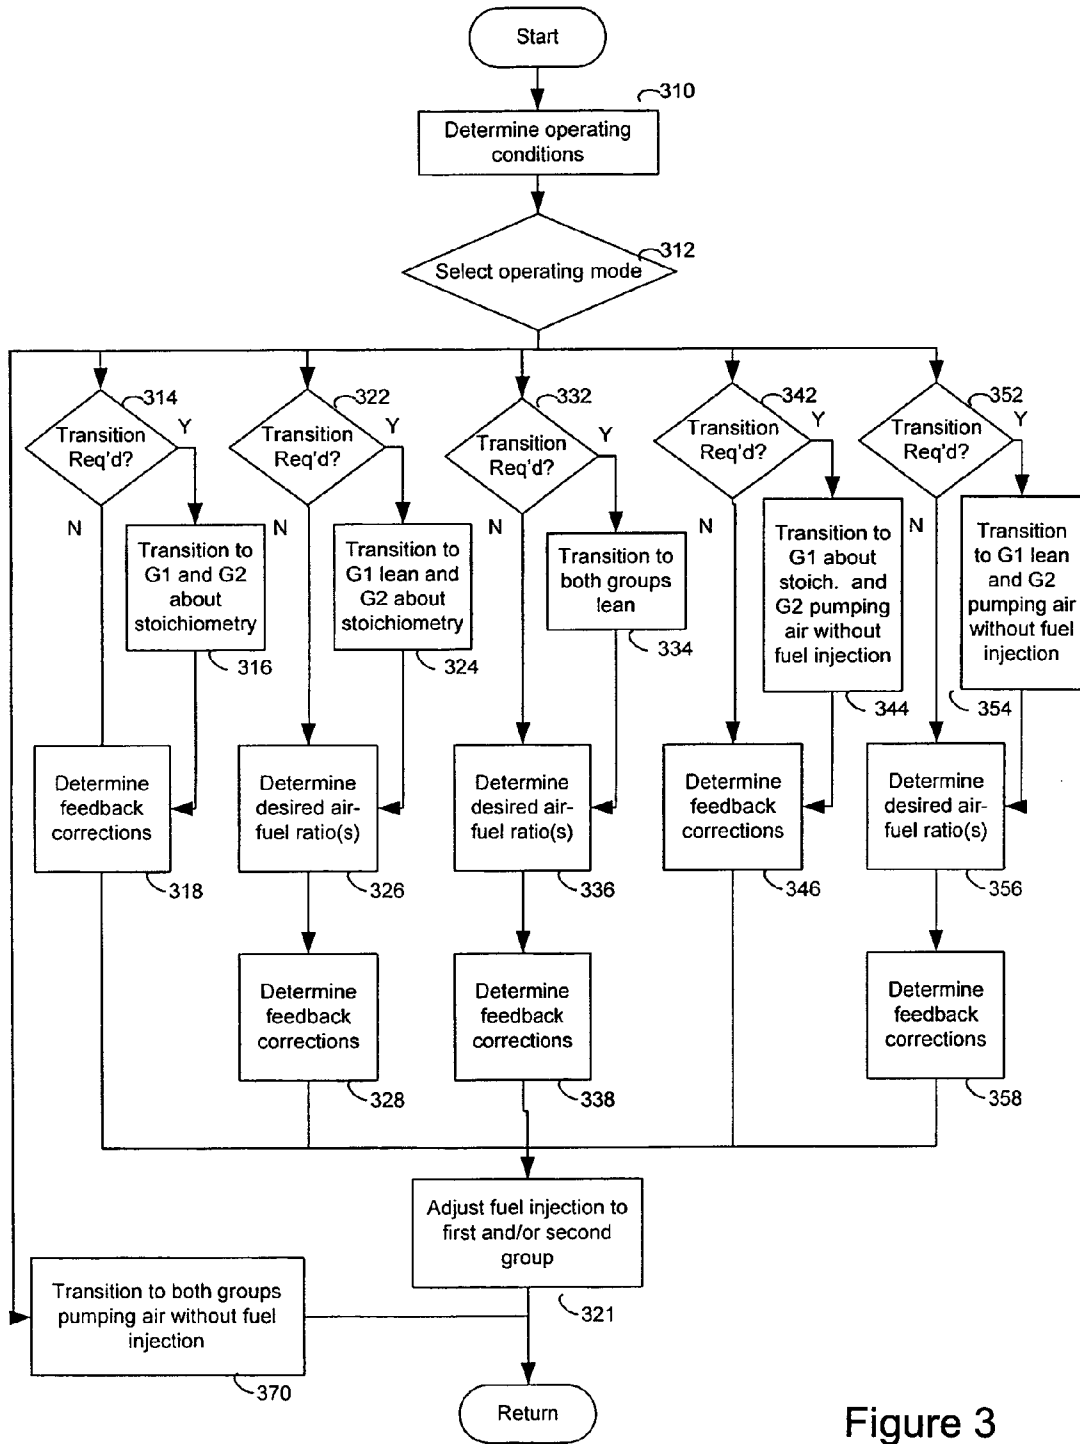 Start
310
Determine operating
conditions
312
Select operating mode
314
Transition
Req'd?
Y
N
322
Transition
Req'd?
Y
N
332
Transition
Req'd?
Y
N
342
Transition
Req'd?
Y
N
352
Transition
Req'd?
Y
N
Transition to
G1 and G2
about
stoichiometry
316
Transition to
G1 lean and
G2 about
stoichiometry
324
Transition to
both groups
lean
334
Transition to
G1 about
stoich. and
G2 pumping
air without
fuel injection
344
Transition
to G1 lean
and G2
pumping air
without fuel
injection
354
Determine
feedback
corrections
318
Determine
desired air-
fuel ratio(s)
326
Determine
desired air-
fuel ratio(s)
336
Determine
feedback
corrections
346
Determine
desired air-
fuel ratio(s)
356
Determine
feedback
corrections
328
Determine
feedback
corrections
338
Determine
feedback
corrections
358
Adjust fuel injection to
first and/or second
group
321
Transition to both groups
pumping air without fuel
injection
370
Return
Figure 3